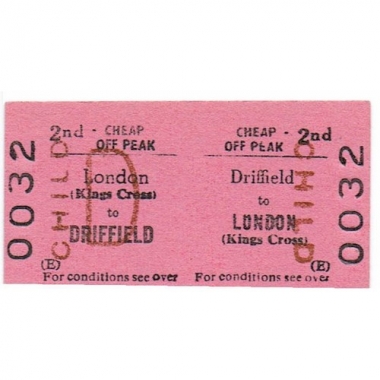 0032
CHILD
2nd - CHEAP
OFF PEAK
London
(Kings Cross)
to
DRIFFIELD
(E)
For conditions see over
D
CHEAP - 2nd
OFF PEAK
Driffield
to
LONDON
(Kings Cross)
(E)
For conditions see over
CHILD
0032